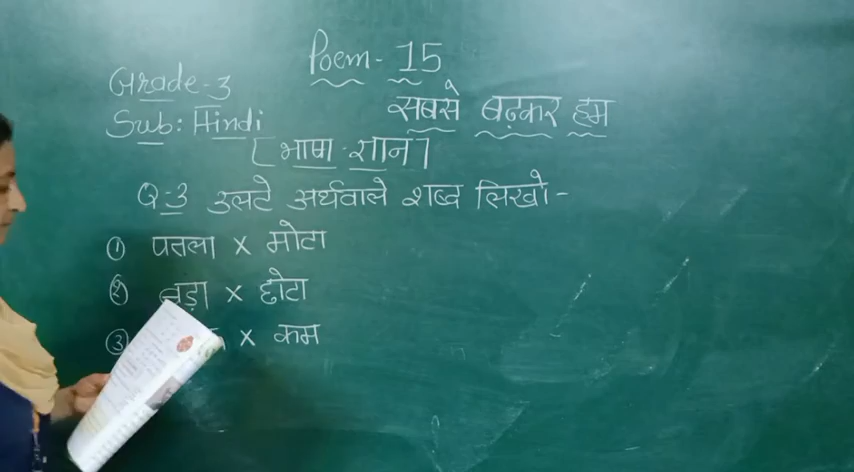 Poem - 15
Grade - 3
सबसे बढ़कर हम
Sub: Hindi
[भाषा ज्ञान]
Q-3 उलटे अर्थवाले शब्द लिखो -
① पतला × मोटा
② बड़ा × छोटा
③ × कम